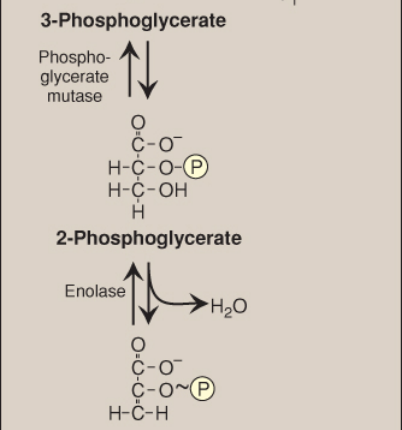 3-Phosphoglycerate
Phospho-
glycerate
mutase
O
C-O⁻
H-C-O-P
H-C-OH
H
2-Phosphoglycerate
Enolase
H₂O
O
C-O⁻
C-O~P
H-C-H